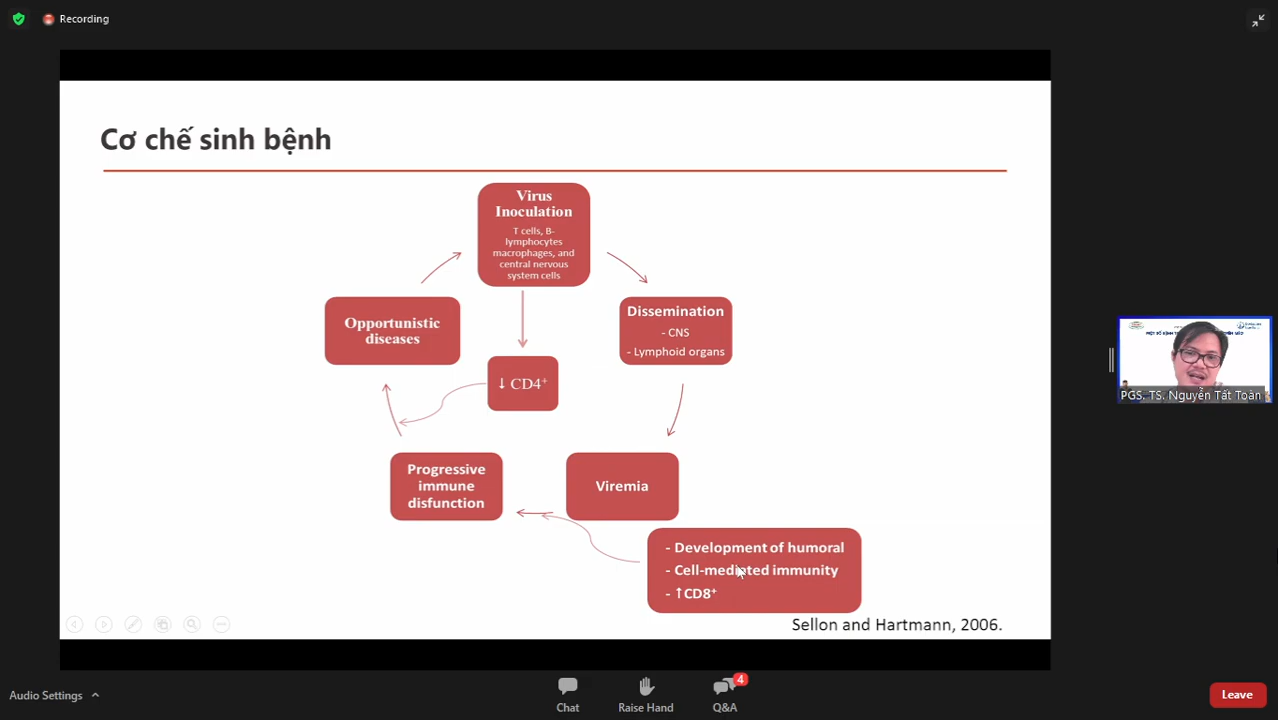 Recording
Cơ chế sinh bệnh
Virus
Inoculation
T cells, B-
lymphocytes
macrophages, and
central nervous
system cells
Opportunistic
diseases
Dissemination
- CNS
- Lymphoid organs
↓ CD4⁺
Progressive
immune
disfunction
Viremia
- Development of humoral
- Cell-mediated immunity
- ↑CD8⁺
Sellon and Hartmann, 2006.
PGS. TS. Nguyễn Tất Toàn
Audio Settings
Chat
Raise Hand
4
Q&A
Leave